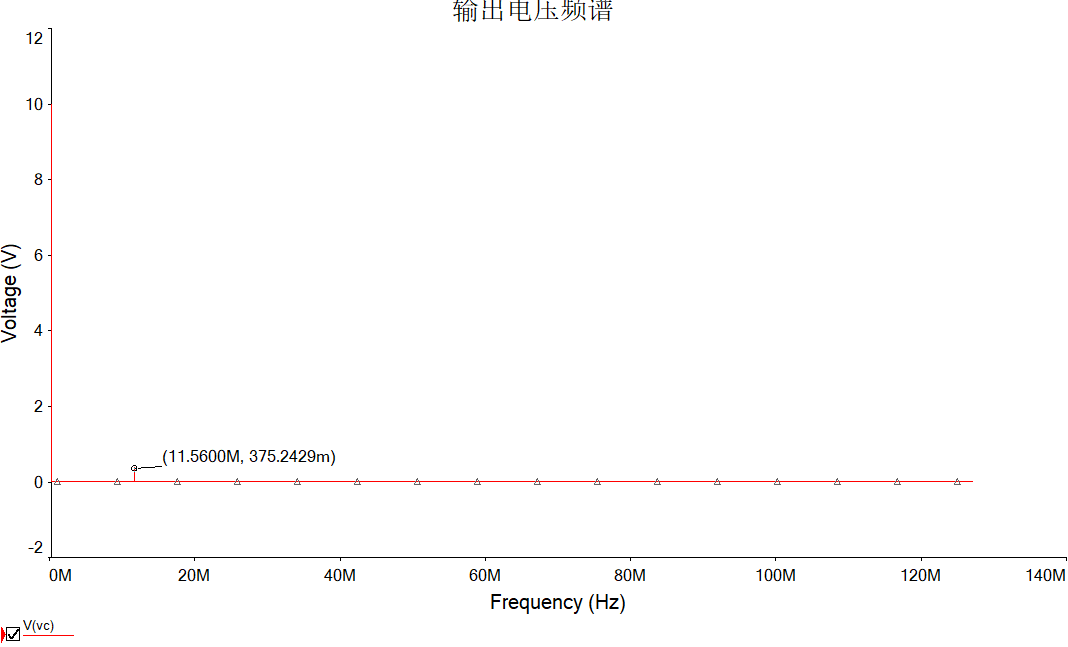 输出电压频谱
12
10
8
6
4
2
0
-2
Voltage (V)
(11.5600M, 375.2429m)
0M 20M 40M 60M 80M 100M 120M 140M
Frequency (Hz)
V(vc)